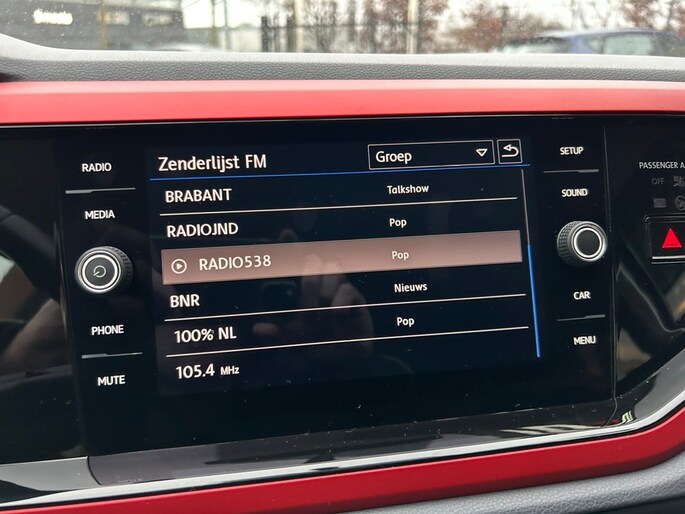 RADIO
MEDIA
PHONE
MUTE
Zenderlijst FM
Groep
BRABANT Talkshow
RADIOJND Pop
RADIO538 Pop
BNR Nieuws
100% NL Pop
105.4 MHz
SETUP
SOUND
CAR
MENU
PASSENGER A
OFF